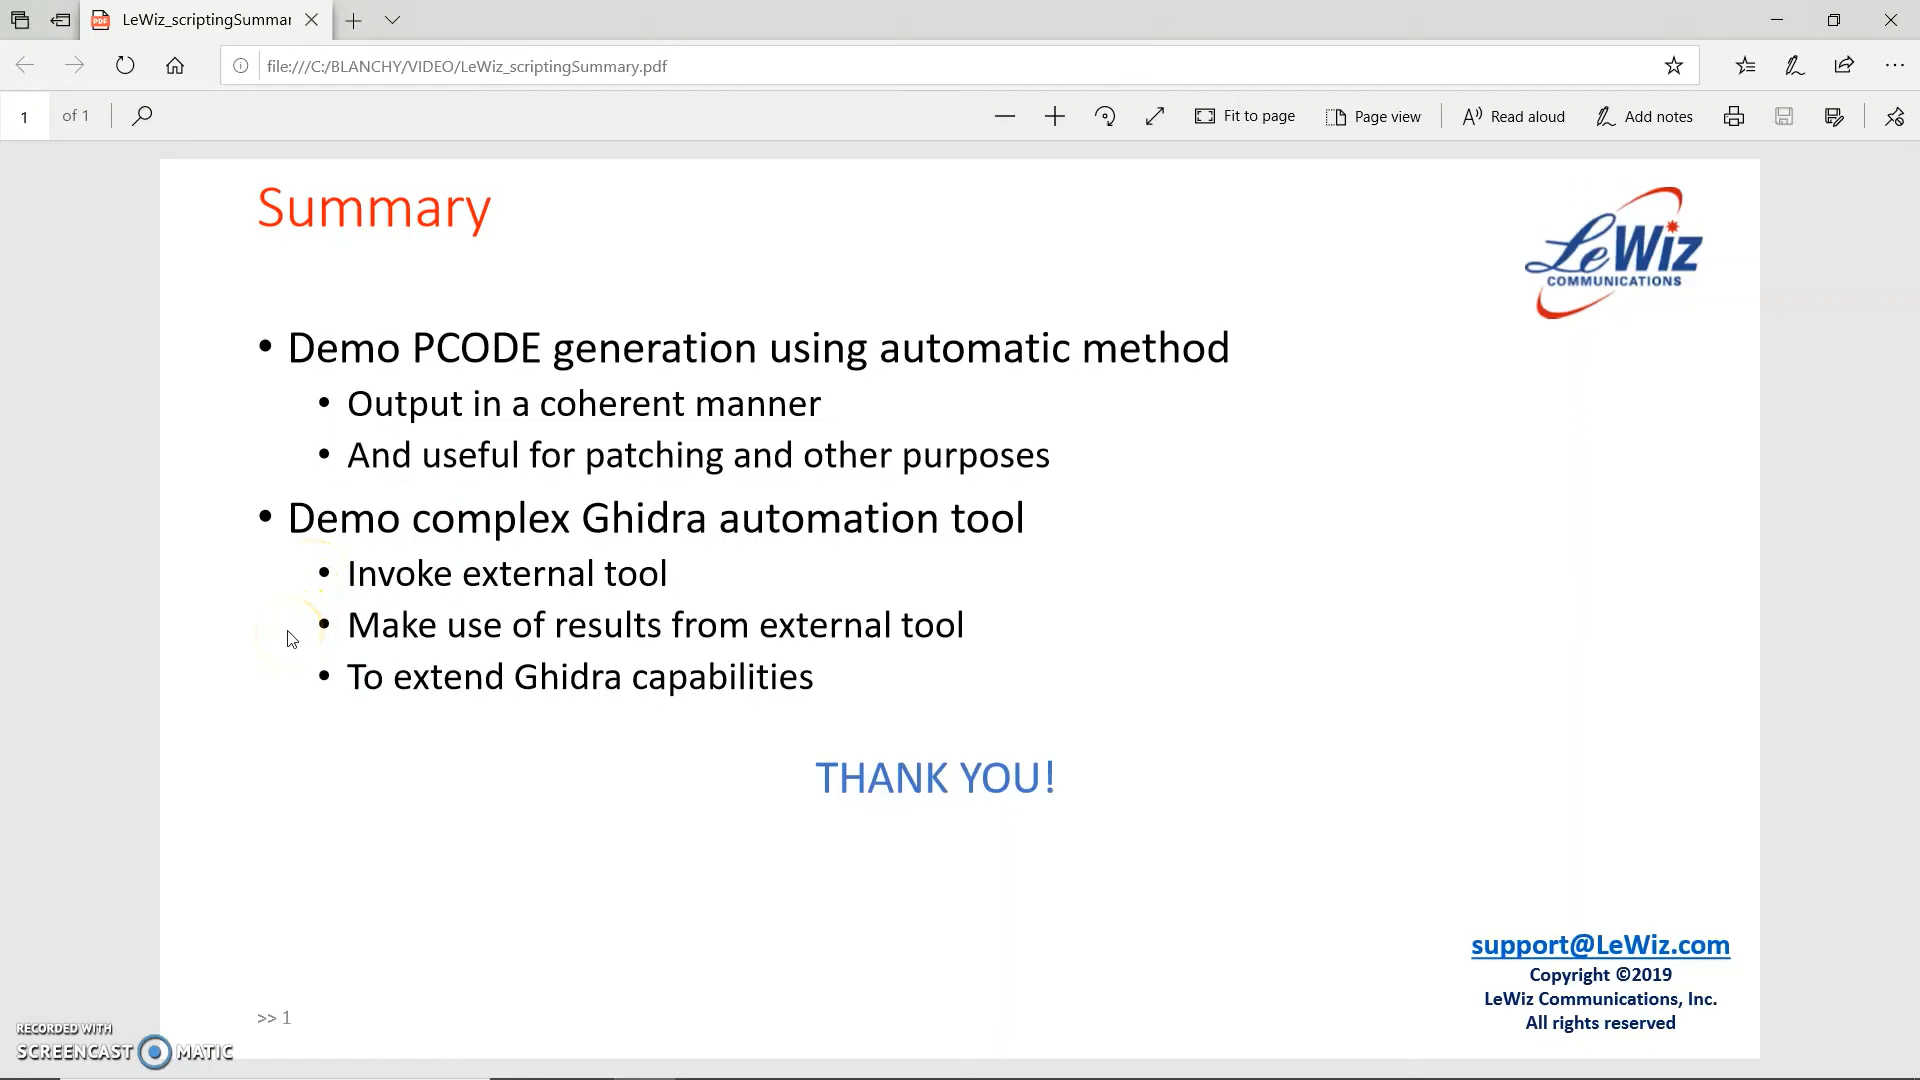 LeWiz_scriptingSummar
file:///C:/BLANCHY/VIDEO/LeWiz_scriptingSummary.pdf
1 of 1 Fit to page Page view Read aloud Add notes
Summary
LeWiz
COMMUNICATIONS
• Demo PCODE generation using automatic method
• Output in a coherent manner
• And useful for patching and other purposes
• Demo complex Ghidra automation tool
• Invoke external tool
• Make use of results from external tool
• To extend Ghidra capabilities
THANK YOU!
support@LeWiz.com
Copyright ©2019
LeWiz Communications, Inc.
All rights reserved
>> 1
RECORDED WITH
SCREENCAST MATIC